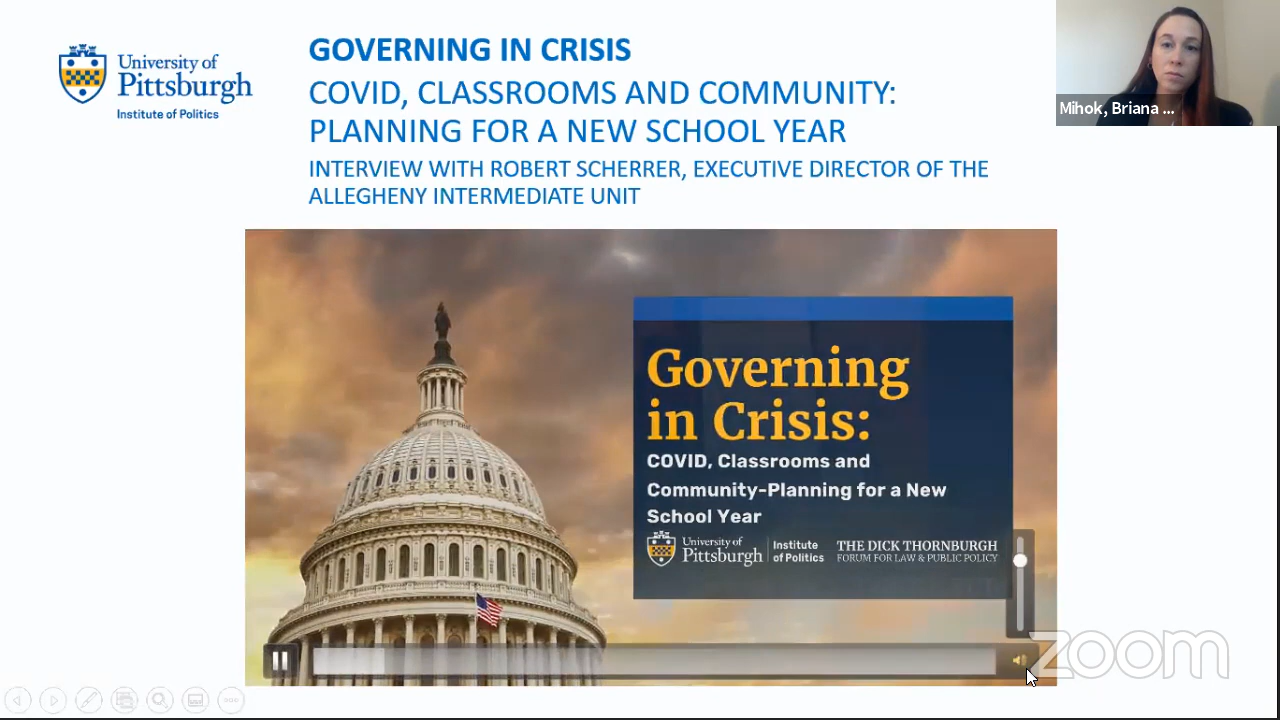 University of
Pittsburgh
Institute of Politics
GOVERNING IN CRISIS
COVID, CLASSROOMS AND COMMUNITY:
PLANNING FOR A NEW SCHOOL YEAR
INTERVIEW WITH ROBERT SCHERRER, EXECUTIVE DIRECTOR OF THE
ALLEGHENY INTERMEDIATE UNIT
Mihok, Briana ...
Governing
in Crisis:
COVID, Classrooms and
Community-Planning for a New
School Year
University of
Pittsburgh
Institute
of Politics
THE DICK THORNBURGH
FORUM FOR LAW & PUBLIC POLICY
zoom